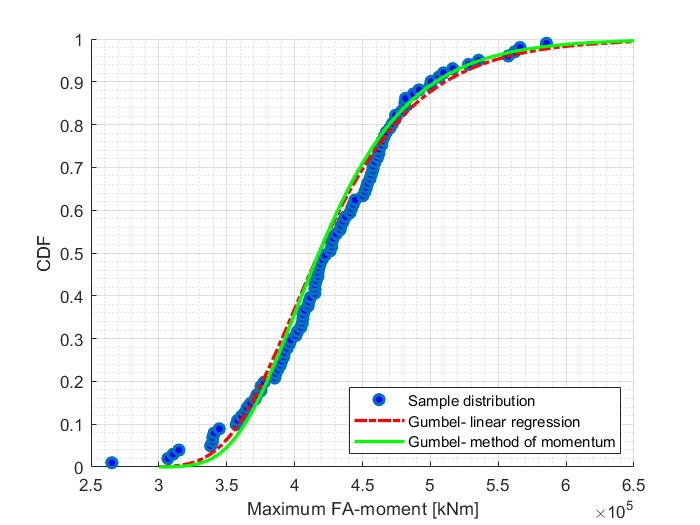 1
0.9
0.8
0.7
0.6
0.5
0.4
0.3
0.2
0.1
0
CDF
Sample distribution
Gumbel- linear regression
Gumbel- method of momentum
2.5 3 3.5 4 4.5 5 5.5 6 6.5
Maximum FA-moment [kNm]
×10^5